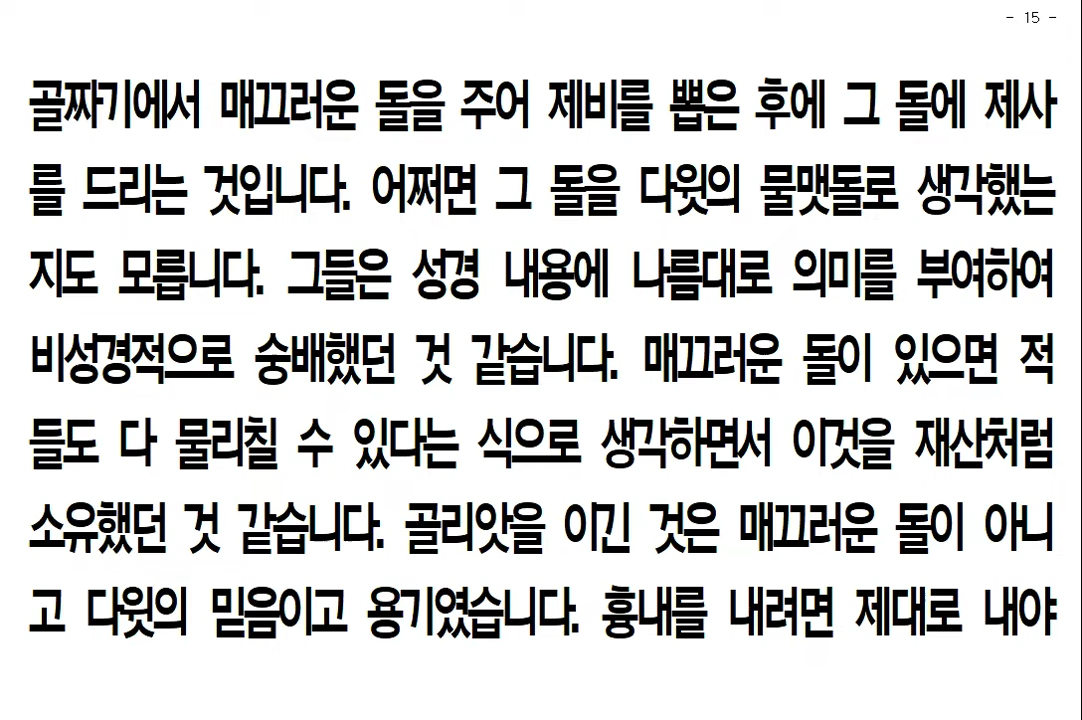 - 15 -
골짜기에서 매끄러운 돌을 주어 제비를 뽑은 후에 그 돌에 제사
를 드리는 것입니다. 어쩌면 그 돌을 다윗의 물맷돌로 생각했는
지도 모릅니다. 그들은 성경 내용에 나름대로 의미를 부여하여
비성경적으로 숭배했던 것 같습니다. 매끄러운 돌이 있으면 적
들도 다 물리칠 수 있다는 식으로 생각하면서 이것을 재산처럼
소유했던 것 같습니다. 골리앗을 이긴 것은 매끄러운 돌이 아니
고 다윗의 믿음이고 용기였습니다. 흉내를 내려면 제대로 내야